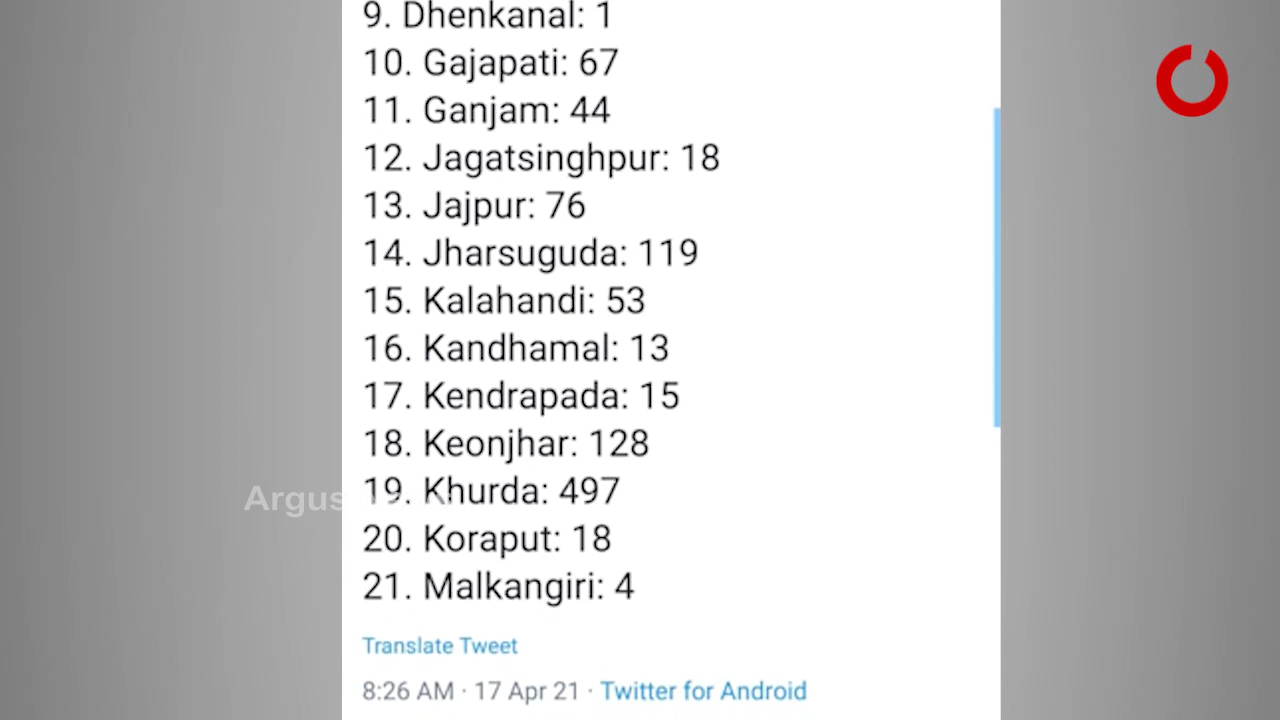 9. Dhenkanal: 1
10. Gajapati: 67
11. Ganjam: 44
12. Jagatsinghpur: 18
13. Jajpur: 76
14. Jharsuguda: 119
15. Kalahandi: 53
16. Kandhamal: 13
17. Kendrapada: 15
18. Keonjhar: 128
Argus
19. Khurda: 497
20. Koraput: 18
21. Malkangiri: 4
Translate Tweet
8:26 AM · 17 Apr 21 · Twitter for Android